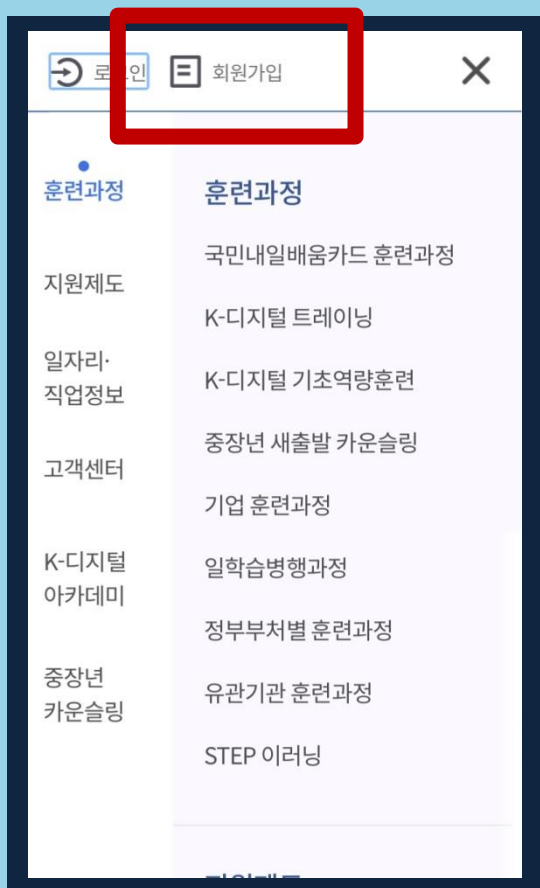 회원가입
훈련과정
지원제도
일자리·
직업정보
고객센터
K-디지털
아카데미
중장년
카운슬링
훈련과정
국민내일배움카드 훈련과정
K-디지털 트레이닝
K-디지털 기초역량훈련
중장년 새출발 카운슬링
기업 훈련과정
일학습병행과정
정부부처별 훈련과정
유관기관 훈련과정
STEP 이러닝